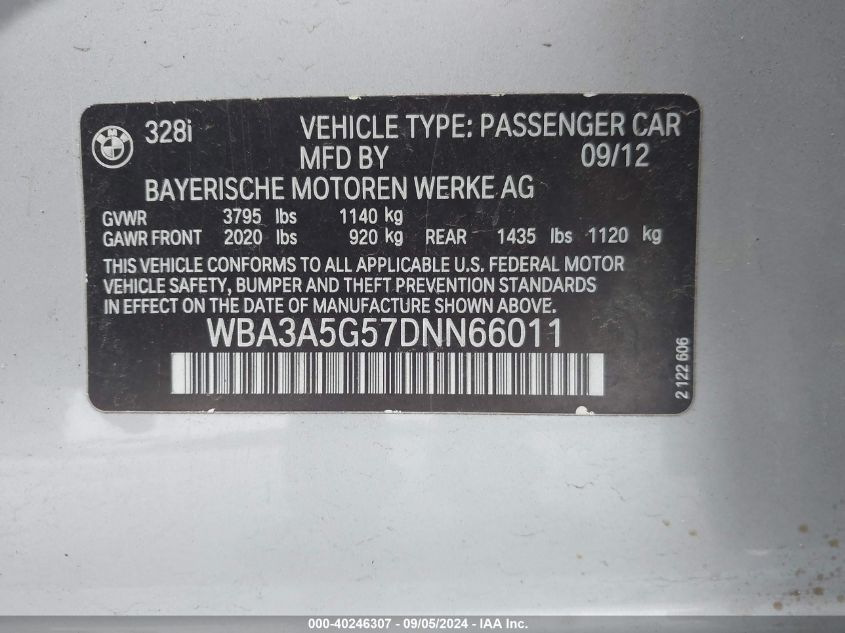 BMW
328i VEHICLE TYPE: PASSENGER CAR
MFD BY 09/12
BAYERISCHE MOTOREN WERKE AG
GVWR 3795 lbs 1140 kg
GAWR FRONT 2020 lbs 920 kg REAR 1435 lbs 1120 kg
THIS VEHICLE CONFORMS TO ALL APPLICABLE U.S. FEDERAL MOTOR
VEHICLE SAFETY, BUMPER AND THEFT PREVENTION STANDARDS
IN EFFECT ON THE DATE OF MANUFACTURE SHOWN ABOVE.
WBA3A5G57DNN66011
2 122 606
000-40246307 - 09/05/2024 - IAA Inc.